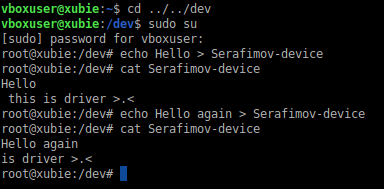 vboxuser@xubie:~$ cd ../../dev
vboxuser@xubie:/dev$ sudo su
[sudo] password for vboxuser:
root@xubie:/dev# echo Hello > Serafimov-device
root@xubie:/dev# cat Serafimov-device
Hello
 this is driver >.<
root@xubie:/dev# echo Hello again > Serafimov-device
root@xubie:/dev# cat Serafimov-device
Hello again
is driver >.<
root@xubie:/dev#